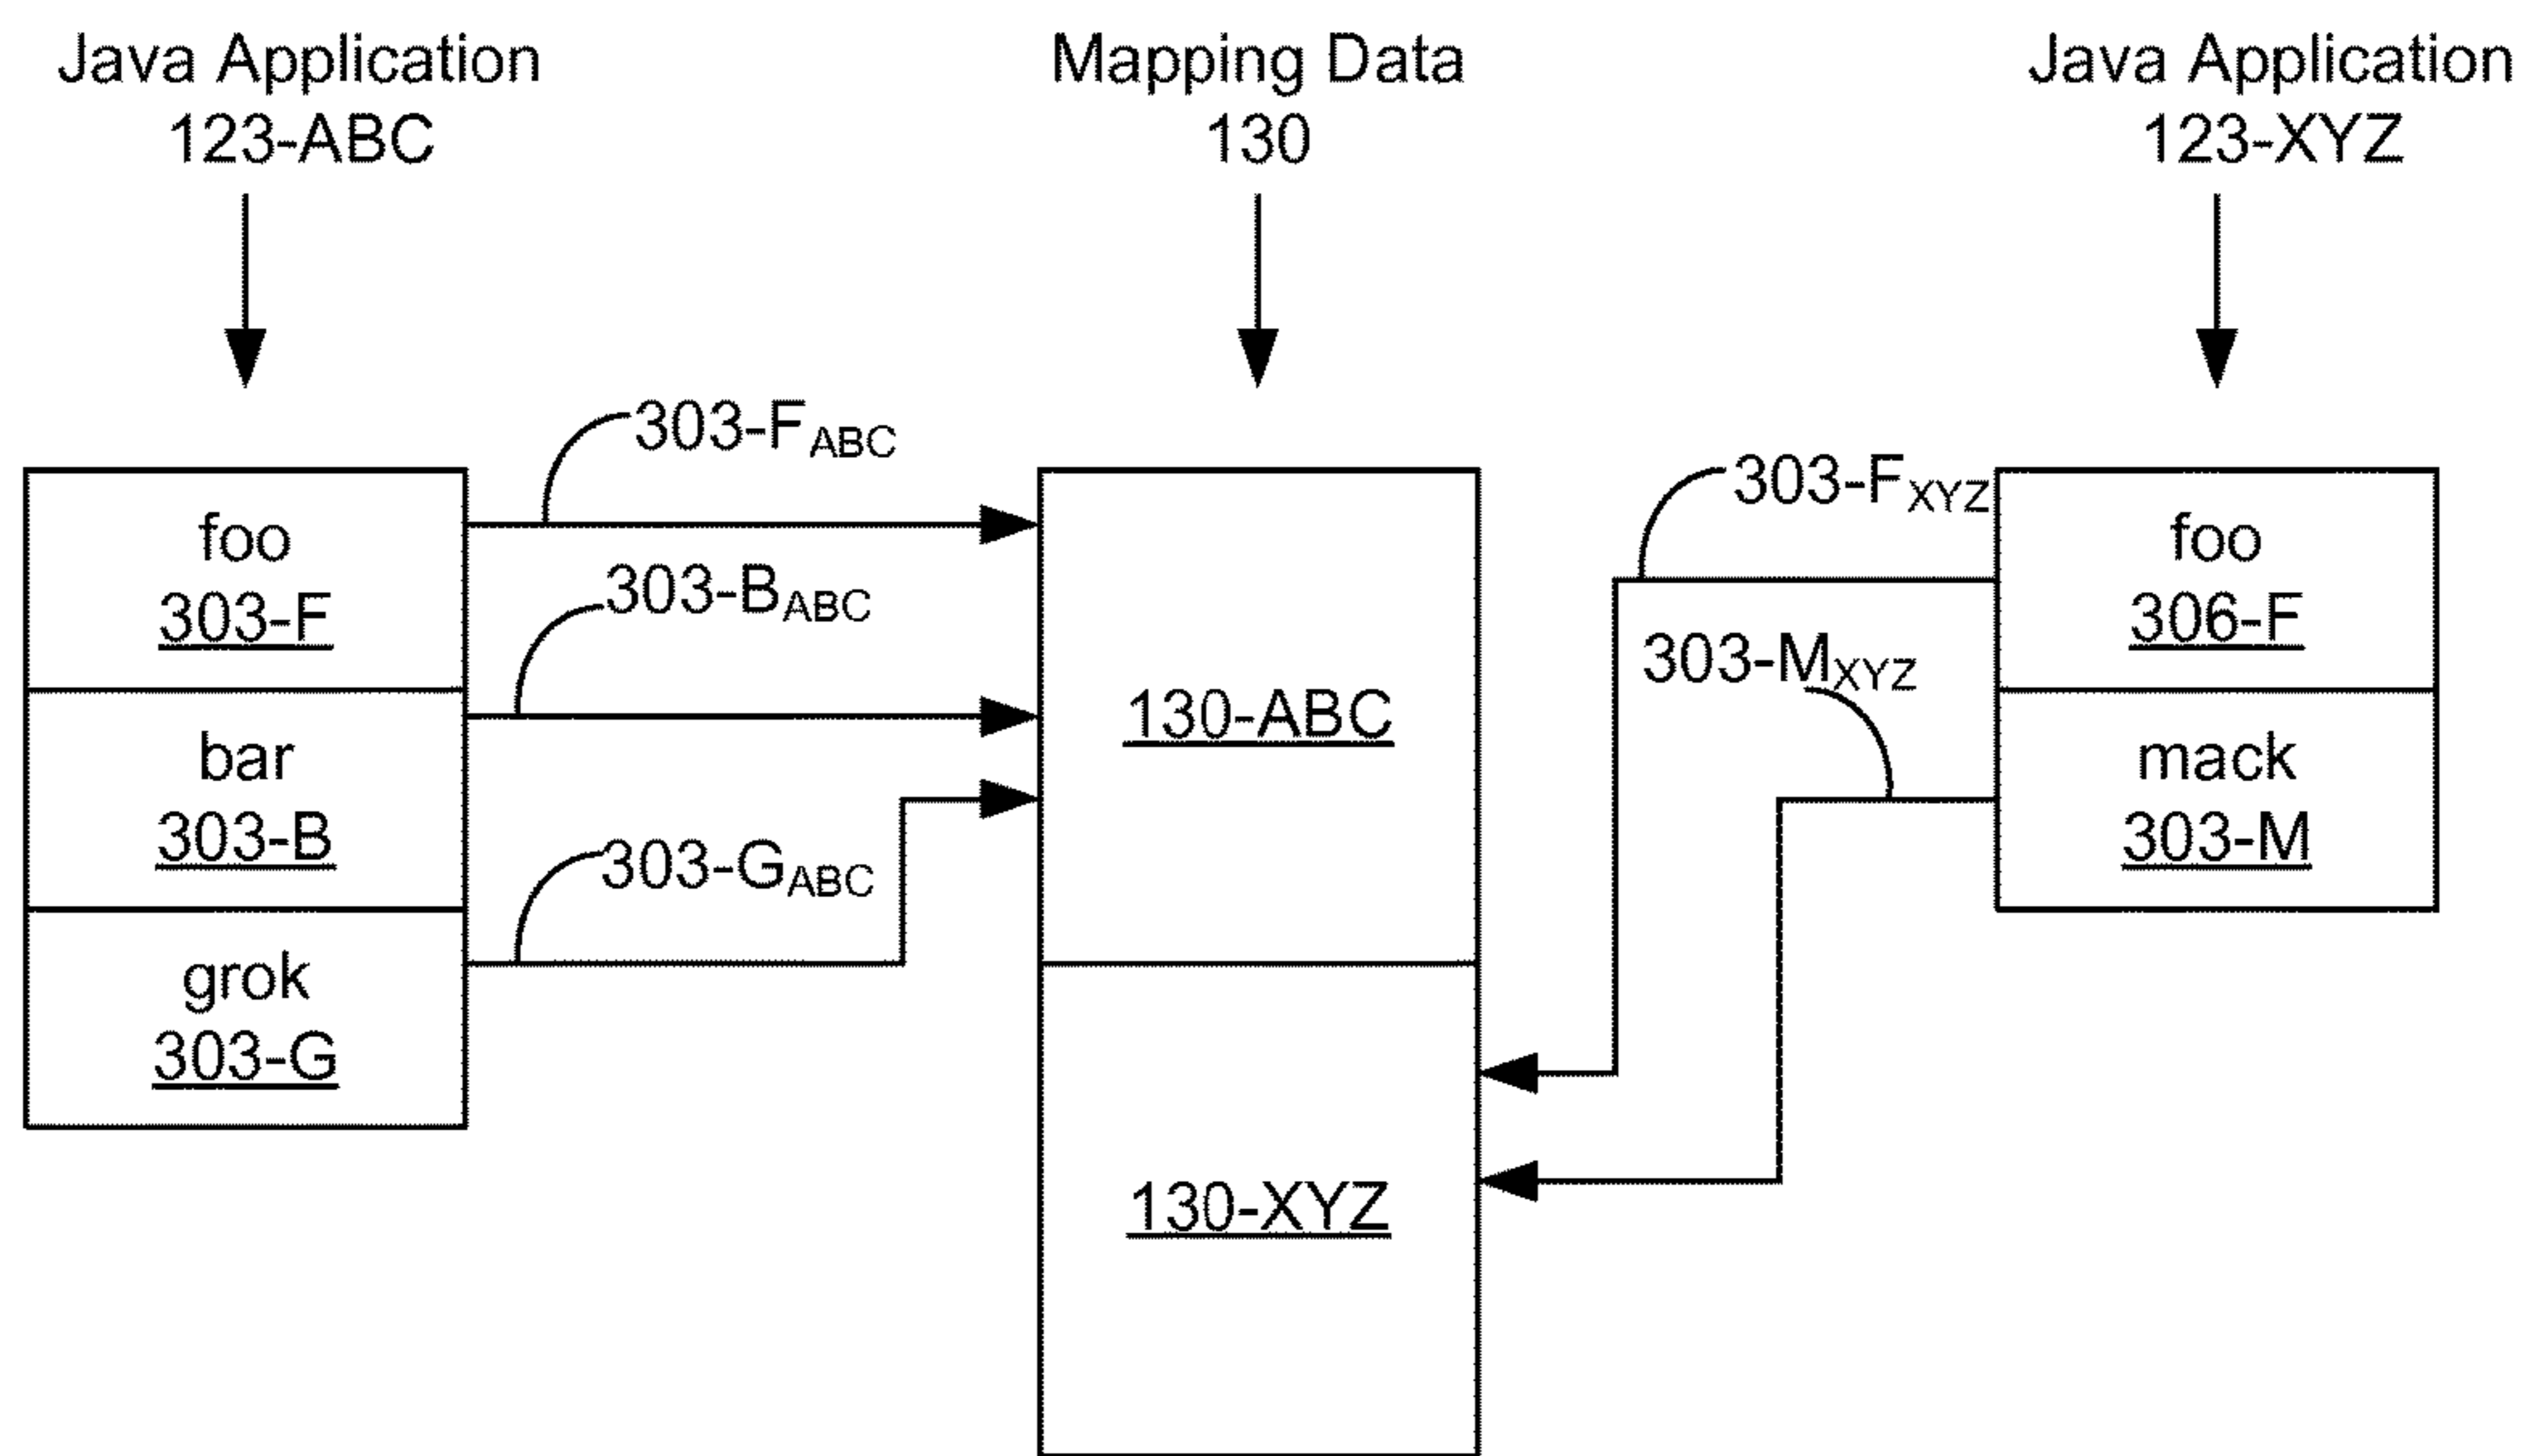 Java Application
123-ABC
Mapping Data
130
Java Application
123-XYZ
foo
303-F
bar
303-B
grok
303-G
303-FABC
303-BABC
303-GABC
130-ABC
130-XYZ
303-FXYZ
303-MXYZ
foo
306-F
mack
303-M